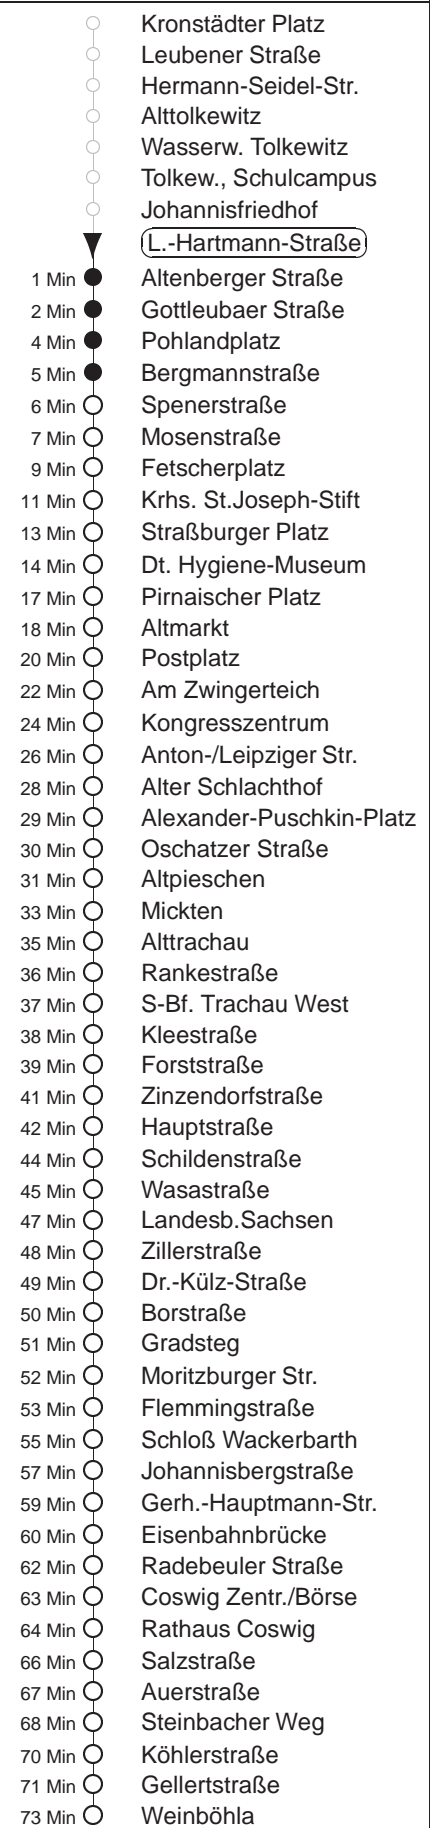 Kronstädter Platz
Leubener Straße
Hermann-Seidel-Str.
Alttolkewitz
Wasserw. Tolkewitz
Tolkew., Schulcampus
Johannisfriedhof
L.-Hartmann-Straße
1 Min Altenberger Straße
2 Min Gottleubaer Straße
4 Min Pohlandplatz
5 Min Bergmannstraße
6 Min Spenerstraße
7 Min Mosenstraße
9 Min Fetscherplatz
11 Min Krhs. St.Joseph-Stift
13 Min Straßburger Platz
14 Min Dt. Hygiene-Museum
17 Min Pirnaischer Platz
18 Min Altmarkt
20 Min Postplatz
22 Min Am Zwingerteich
24 Min Kongresszentrum
26 Min Anton-/Leipziger Str.
28 Min Alter Schlachthof
29 Min Alexander-Puschkin-Platz
30 Min Oschatzer Straße
31 Min Altpieschen
33 Min Mickten
35 Min Alttrachau
36 Min Rankestraße
37 Min S-Bf. Trachau West
38 Min Kleestraße
39 Min Forststraße
41 Min Zinzendorfstraße
42 Min Hauptstraße
44 Min Schildenstraße
45 Min Wasastraße
47 Min Landesb.Sachsen
48 Min Zillerstraße
49 Min Dr.-Külz-Straße
50 Min Borstraße
51 Min Gradsteg
52 Min Moritzburger Str.
53 Min Flemmingstraße
55 Min Schloß Wackerbarth
57 Min Johannisbergstraße
59 Min Gerh.-Hauptmann-Str.
60 Min Eisenbahnbrücke
62 Min Radebeuler Straße
63 Min Coswig Zentr./Börse
64 Min Rathaus Coswig
66 Min Salzstraße
67 Min Auerstraße
68 Min Steinbacher Weg
70 Min Köhlerstraße
71 Min Gellertstraße
73 Min Weinböhla